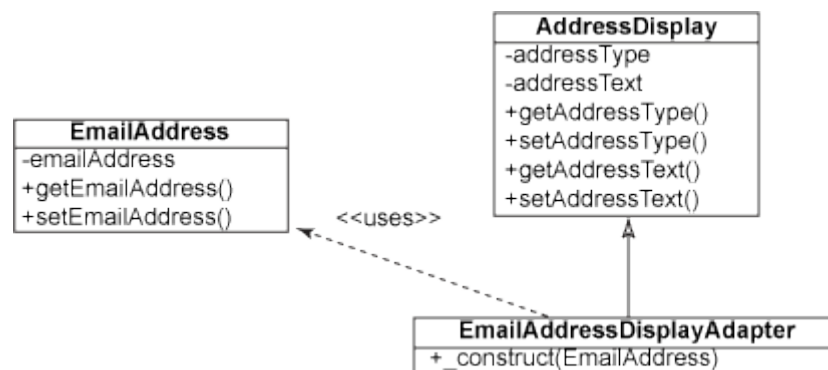 AddressDisplay
-addressType
-addressText
+getAddressType()
+setAddressType()
+getAddressText()
+setAddressText()
EmailAddress
-emailAddress
+getEmailAddress()
+setEmailAddress()
<<uses>>
EmailAddressDisplayAdapter
+_construct(EmailAddress)